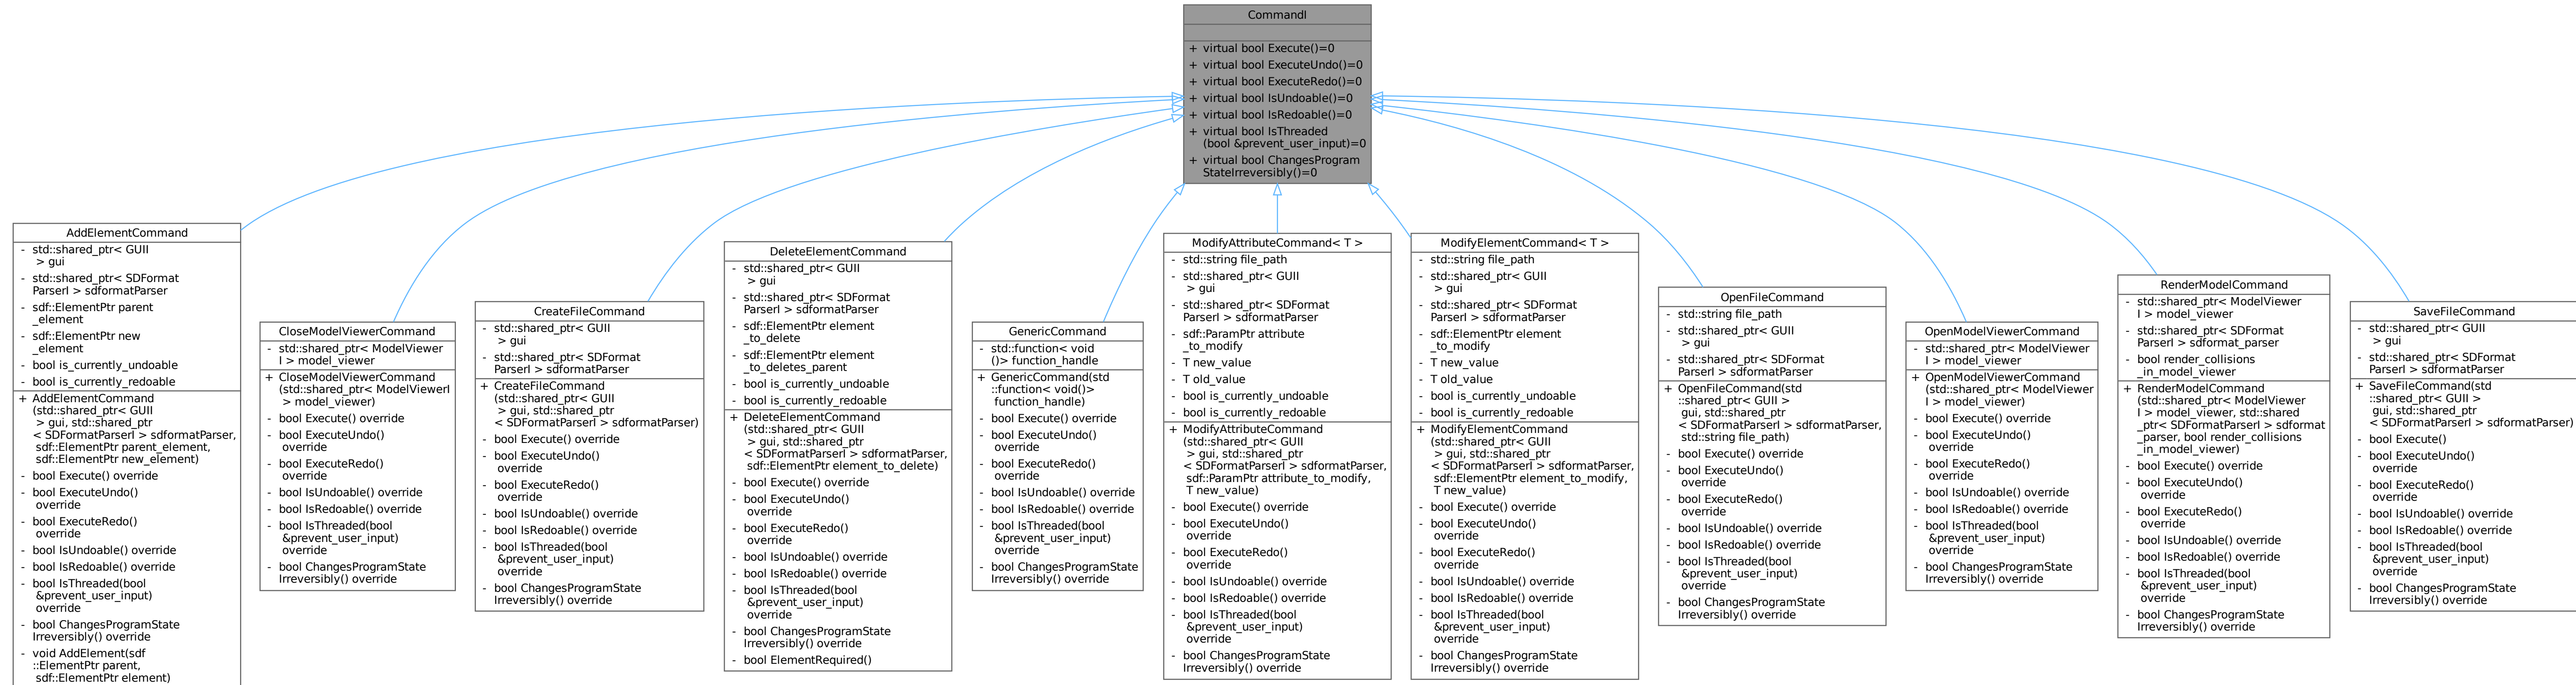 CommandI
+ virtual bool Execute()=0
+ virtual bool ExecuteUndo()=0
+ virtual bool ExecuteRedo()=0
+ virtual bool IsUndoable()=0
+ virtual bool IsRedoable()=0
+ virtual bool IsThreaded
(bool &prevent_user_input)=0
+ virtual bool ChangesProgram
StateIrreversibly()=0
AddElementCommand
- std::shared_ptr< GUII
> gui
- std::shared_ptr< SDFormat
ParserI > sdformatParser
- sdf::ElementPtr parent
_element
- sdf::ElementPtr new
_element
- bool is_currently_undoable
- bool is_currently_redoable
+ AddElementCommand
(std::shared_ptr< GUII
> gui, std::shared_ptr
< SDFormatParserI > sdformatParser,
sdf::ElementPtr parent_element,
sdf::ElementPtr new_element)
- bool Execute() override
- bool ExecuteUndo()
override
- bool ExecuteRedo()
override
- bool IsUndoable() override
- bool IsRedoable() override
- bool IsThreaded(bool
&prevent_user_input)
override
- bool ChangesProgramState
Irreversibly() override
- void AddElement(sdf
::ElementPtr parent,
sdf::ElementPtr element)
CloseModelViewerCommand
- std::shared_ptr< ModelViewer
I > model_viewer
+ CloseModelViewerCommand
(std::shared_ptr< ModelViewerI
> model_viewer)
- bool Execute() override
- bool ExecuteUndo()
override
- bool ExecuteRedo()
override
- bool IsUndoable() override
- bool IsRedoable() override
- bool IsThreaded(bool
&prevent_user_input)
override
- bool ChangesProgramState
Irreversibly() override
CreateFileCommand
- std::shared_ptr< GUII
> gui
- std::shared_ptr< SDFormat
ParserI > sdformatParser
+ CreateFileCommand
(std::shared_ptr< GUII
> gui, std::shared_ptr
< SDFormatParserI > sdformatParser)
- bool Execute() override
- bool ExecuteUndo()
override
- bool ExecuteRedo()
override
- bool IsUndoable() override
- bool IsRedoable() override
- bool IsThreaded(bool
&prevent_user_input)
override
- bool ChangesProgramState
Irreversibly() override
DeleteElementCommand
- std::shared_ptr< GUII
> gui
- std::shared_ptr< SDFormat
ParserI > sdformatParser
- sdf::ElementPtr element
_to_delete
- sdf::ElementPtr element
_to_deletes_parent
- bool is_currently_undoable
- bool is_currently_redoable
+ DeleteElementCommand
(std::shared_ptr< GUII
> gui, std::shared_ptr
< SDFormatParserI > sdformatParser,
sdf::ElementPtr element_to_delete)
- bool Execute() override
- bool ExecuteUndo()
override
- bool ExecuteRedo()
override
- bool IsUndoable() override
- bool IsRedoable() override
- bool IsThreaded(bool
&prevent_user_input)
override
- bool ChangesProgramState
Irreversibly() override
- bool ElementRequired()
GenericCommand
- std::function< void
()> function_handle
+ GenericCommand(std
::function< void()>
function_handle)
- bool Execute() override
- bool ExecuteUndo()
override
- bool ExecuteRedo()
override
- bool IsUndoable() override
- bool IsRedoable() override
- bool IsThreaded(bool
&prevent_user_input)
override
- bool ChangesProgramState
Irreversibly() override
ModifyAttributeCommand< T >
- std::string file_path
- std::shared_ptr< GUII
> gui
- std::shared_ptr< SDFormat
ParserI > sdformatParser
- sdf::ParamPtr attribute
_to_modify
- T new_value
- T old_value
- bool is_currently_undoable
- bool is_currently_redoable
+ ModifyAttributeCommand
(std::shared_ptr< GUII
> gui, std::shared_ptr
< SDFormatParserI > sdformatParser,
sdf::ParamPtr attribute_to_modify,
T new_value)
- bool Execute() override
- bool ExecuteUndo()
override
- bool ExecuteRedo()
override
- bool IsUndoable() override
- bool IsRedoable() override
- bool IsThreaded(bool
&prevent_user_input)
override
- bool ChangesProgramState
Irreversibly() override
ModifyElementCommand< T >
- std::string file_path
- std::shared_ptr< GUII
> gui
- std::shared_ptr< SDFormat
ParserI > sdformatParser
- sdf::ElementPtr element
_to_modify
- T new_value
- T old_value
- bool is_currently_undoable
- bool is_currently_redoable
+ ModifyElementCommand
(std::shared_ptr< GUII
> gui, std::shared_ptr
< SDFormatParserI > sdformatParser,
sdf::ElementPtr element_to_modify,
T new_value)
- bool Execute() override
- bool ExecuteUndo()
override
- bool ExecuteRedo()
override
- bool IsUndoable() override
- bool IsRedoable() override
- bool IsThreaded(bool
&prevent_user_input)
override
- bool ChangesProgramState
Irreversibly() override
OpenFileCommand
- std::string file_path
- std::shared_ptr< GUII
> gui
- std::shared_ptr< SDFormat
ParserI > sdformatParser
+ OpenFileCommand(std
::shared_ptr< GUII >
gui, std::shared_ptr
< SDFormatParserI > sdformatParser,
std::string file_path)
- bool Execute() override
- bool ExecuteUndo()
override
- bool ExecuteRedo()
override
- bool IsUndoable() override
- bool IsRedoable() override
- bool IsThreaded(bool
&prevent_user_input)
override
- bool ChangesProgramState
Irreversibly() override
OpenModelViewerCommand
- std::shared_ptr< ModelViewer
I > model_viewer
+ OpenModelViewerCommand
(std::shared_ptr< ModelViewer
I > model_viewer)
- bool Execute() override
- bool ExecuteUndo()
override
- bool ExecuteRedo()
override
- bool IsUndoable() override
- bool IsRedoable() override
- bool IsThreaded(bool
&prevent_user_input)
override
- bool ChangesProgramState
Irreversibly() override
RenderModelCommand
- std::shared_ptr< ModelViewer
I > model_viewer
- std::shared_ptr< SDFormat
ParserI > sdformat_parser
- bool render_collisions
_in_model_viewer
+ RenderModelCommand
(std::shared_ptr< ModelViewer
I > model_viewer, std::shared
_ptr< SDFormatParserI > sdformat
_parser, bool render_collisions
_in_model_viewer)
- bool Execute() override
- bool ExecuteUndo()
override
- bool ExecuteRedo()
override
- bool IsUndoable() override
- bool IsRedoable() override
- bool IsThreaded(bool
&prevent_user_input)
override
- bool ChangesProgramState
Irreversibly() override
SaveFileCommand
- std::shared_ptr< GUII
> gui
- std::shared_ptr< SDFormat
ParserI > sdformatParser
+ SaveFileCommand(std
::shared_ptr< GUII >
gui, std::shared_ptr
< SDFormatParserI > sdformatParser)
- bool Execute()
- bool ExecuteUndo()
override
- bool ExecuteRedo()
override
- bool IsUndoable() override
- bool IsRedoable() override
- bool IsThreaded(bool
&prevent_user_input)
override
- bool ChangesProgramState
Irreversibly() override